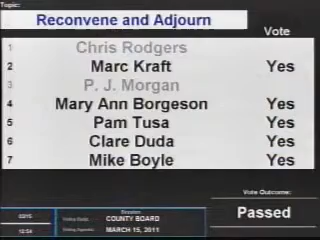 Topic:
Reconvene and Adjourn
Vote
1 Chris Rodgers
2 Marc Kraft Yes
3 P. J. Morgan
4 Mary Ann Borgeson Yes
5 Pam Tusa Yes
6 Clare Duda Yes
7 Mike Boyle Yes
Vote Outcome:
Passed
COUNTY BOARD
MARCH 15, 2011